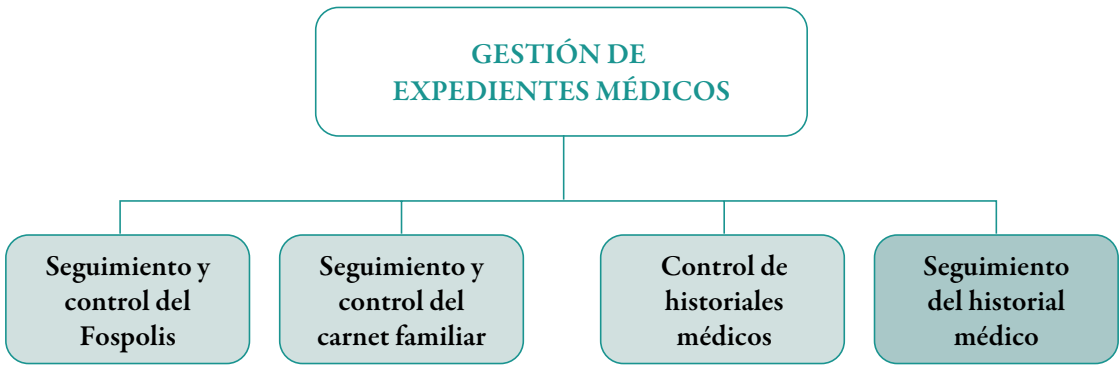 GESTIÓN DE
EXPEDIENTES MÉDICOS
Seguimiento y
control del
Fospolis
Seguimiento y
control del
carnet familiar
Control de
historiales
médicos
Seguimiento
del historial
médico